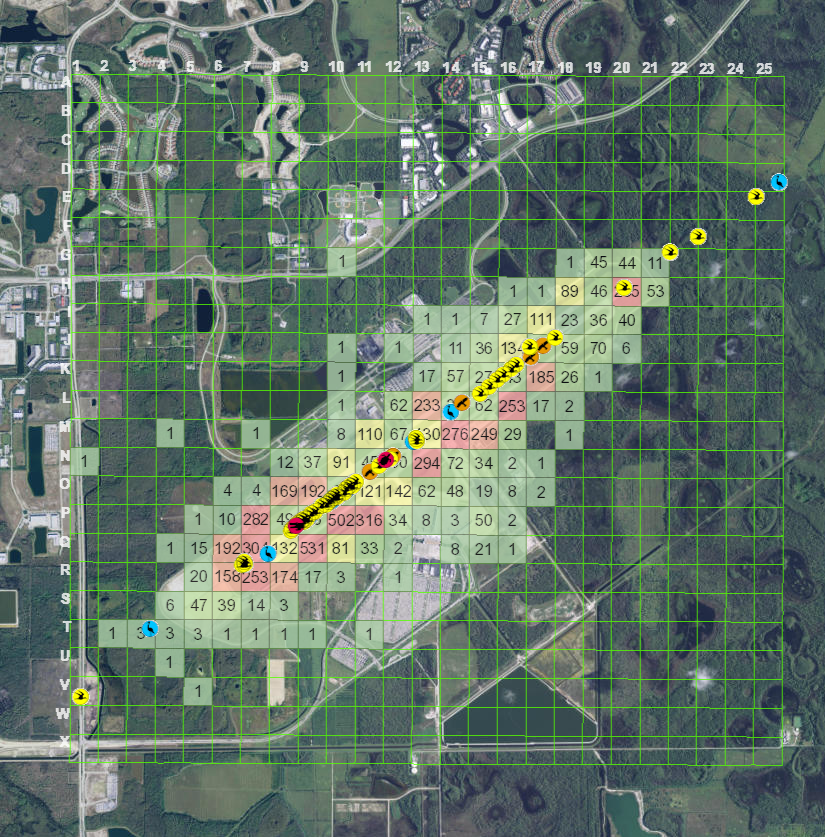 1 2 3 4 5 6 7 8 9 10 11 12 13 14 15 16 17 18 19 20 21 22 23 24 25
A
B
C
D
E
F
G 1 1 45 44 11
H 1 1 89 46 53
1 1 7 27 111 23 36 40
J 1 1 11 36 59 70 6
K 1 17 57 185 26 1
L 1 62 233 62 253 17 2
M 1 1 8 110 67 276 249 29 1
N 1 12 37 91 294 72 34 2 1
O 4 4 169 192 121 142 62 48 19 8 2
P 1 10 282 502 316 34 8 3 50 2
Q 1 15 192 132 531 81 33 2 8 21 1
R 20 158 253 174 17 3 1
S 6 47 39 14 3
T 1 3 3 1 1 1 1 1
U 1
V 1
W
X